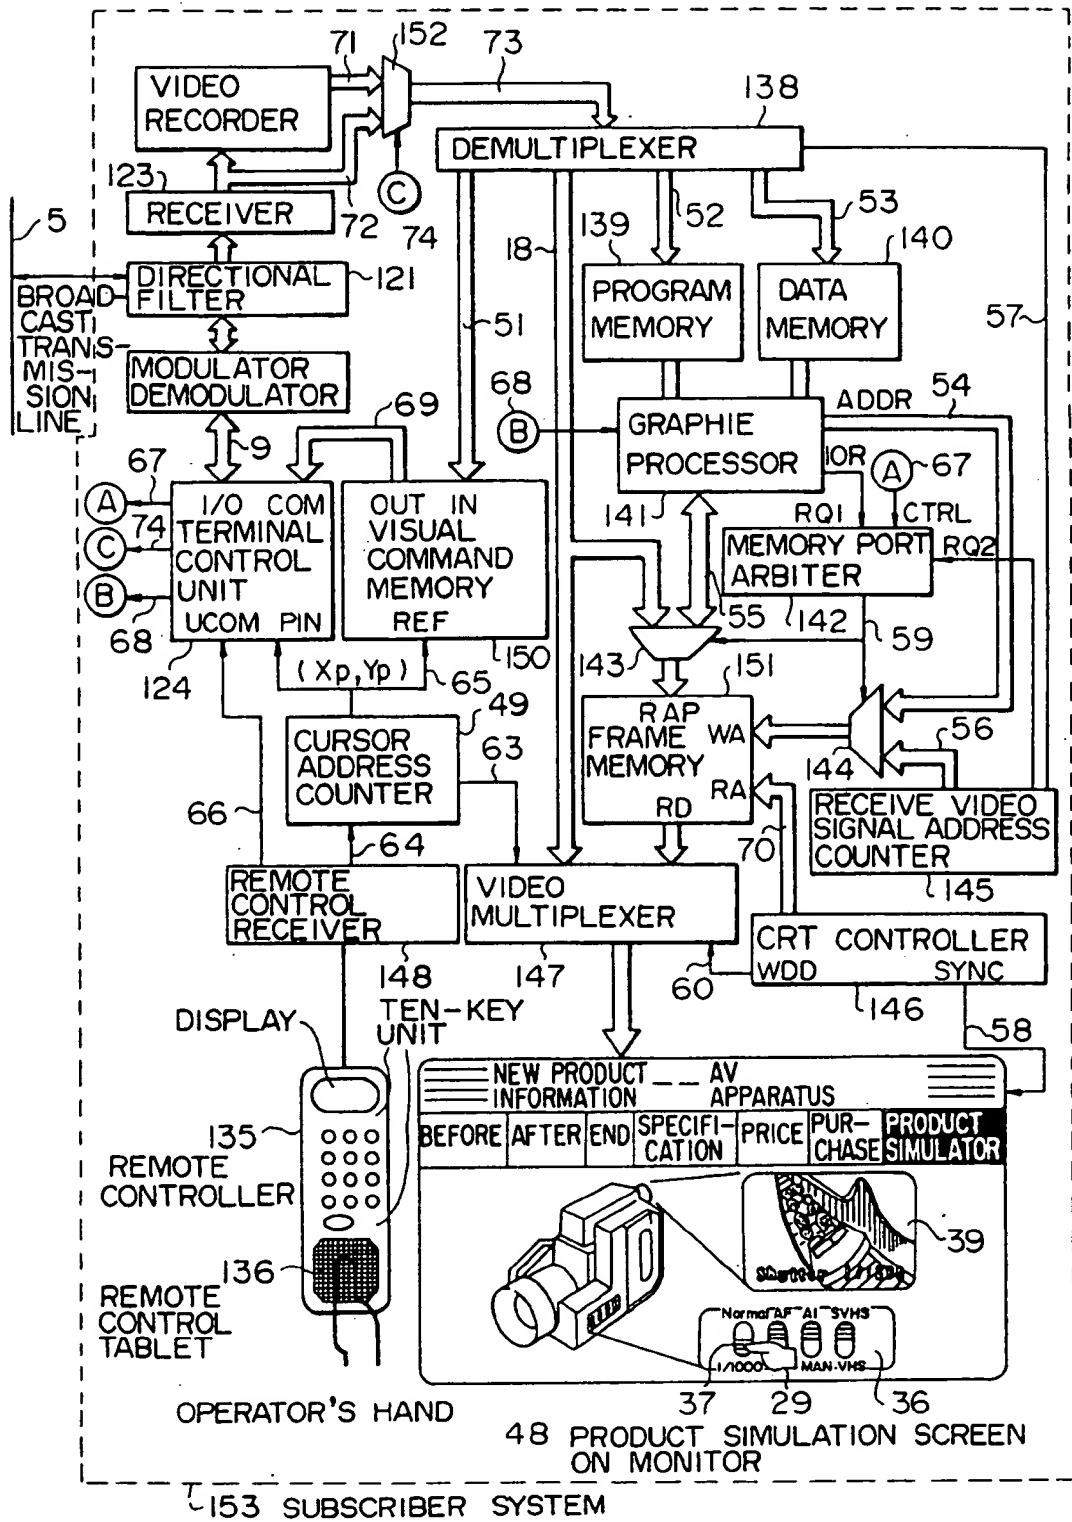 152
71
73
VIDEO
RECORDER
138
DEMULTIPLEXER
123
C
5
RECEIVER
72
74
52
53
18
139
140
DIRECTIONAL
FILTER
121
PROGRAM
MEMORY
DATA
MEMORY
57
BROAD
CAST
TRANS-
MIS-
SION
LINE
51
MODULATOR
DEMODULATOR
69
68
B
ADDR
54
GRAPHIE
PROCESSOR
9
IOR
A
67
67
A
I/O COM
TERMINAL
CONTROL
UNIT
UCOM PIN
OUT IN
VISUAL
COMMAND
MEMORY
REF
141
RQ1
CTRL
74
C
MEMORY PORT
ARBITER
RQ2
B
68
55
142
59
124
150
143
(Xp,Yp)
65
151
49
RAP
FRAME
MEMORY
WA
RA
RD
CURSOR
ADDRESS
COUNTER
63
56
144
66
64
70
RECEIVE VIDEO
SIGNAL ADDRESS
COUNTER
REMOTE
CONTROL
RECEIVER
VIDEO
MULTIPLEXER
145
CRT CONTROLLER
WDD SYNC
148
147
60
146
DISPLAY
TEN-KEY
UNIT
58
NEW PRODUCT __ AV
INFORMATION APPARATUS
135
BEFORE AFTER END SPECIFI-
CATION PRICE PUR-
CHASE PRODUCT
SIMULATOR
REMOTE
CONTROLLER
39
136
Shutter 1/1000
REMOTE
CONTROL
TABLET
Normal AF AI SVHS
1/1000 MAN VHS
37 29 36
OPERATOR'S HAND
48 PRODUCT SIMULATION SCREEN
ON MONITOR
153 SUBSCRIBER SYSTEM